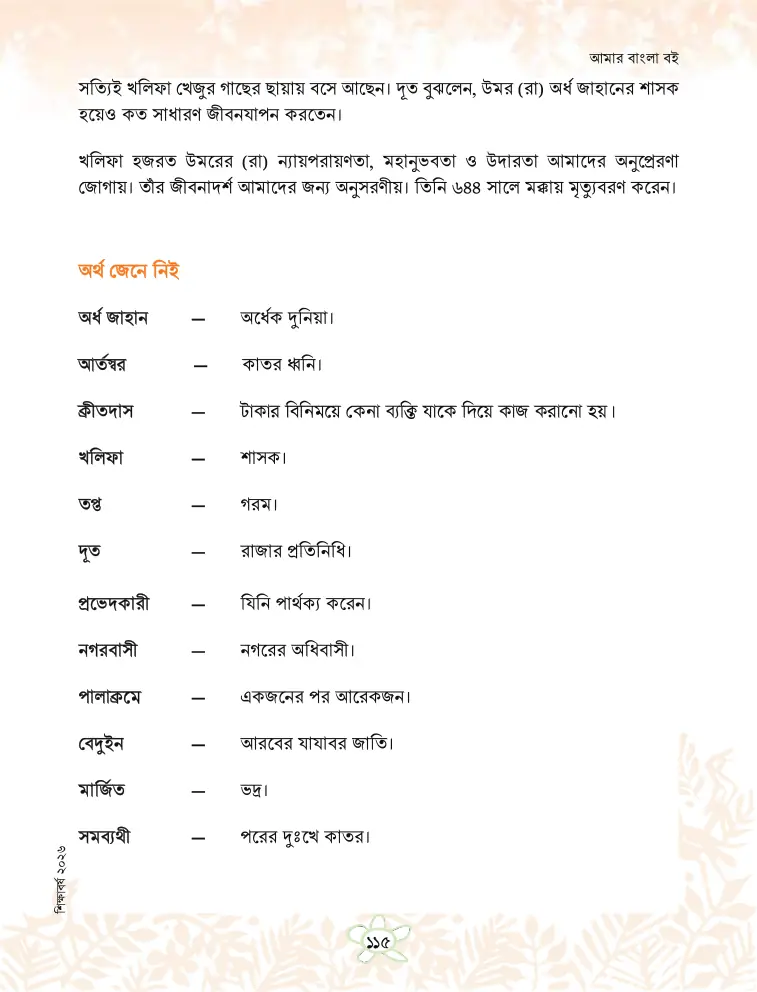 আমার বাংলা বই
সত্যিই খলিফা খেজুর গাছের ছায়ায় বসে আছেন। দূত বুঝলেন, উমর (রা) অর্ধ জাহানের শাসক
হয়েও কত সাধারণ জীবনযাপন করতেন।
খলিফা হজরত উমরের (রা) ন্যায়পরায়ণতা, মহানুভবতা ও উদারতা আমাদের অনুপ্রেরণা
জোগায়। তাঁর জীবনাদর্শ আমাদের জন্য অনুসরণীয়। তিনি ৬৪৪ সালে মক্কায় মৃত্যুবরণ করেন।
অর্থ জেনে নিই
অর্ধ জাহান — অর্ধেক দুনিয়া।
আর্তস্বর — কাতর ধ্বনি।
ক্রীতদাস — টাকার বিনিময়ে কেনা ব্যক্তি যাকে দিয়ে কাজ করানো হয়।
খলিফা — শাসক।
তপ্ত — গরম।
দূত — রাজার প্রতিনিধি।
প্রভেদকারী — যিনি পার্থক্য করেন।
নগরবাসী — নগরের অধিবাসী।
পালাক্রমে — একজনের পর আরেকজন।
বেদুইন — আরবের যাযাবর জাতি।
মার্জিত — ভদ্র।
সমব্যথী — পরের দুঃখে কাতর।
শিক্ষাবর্ষ ২০২৬
১১৫